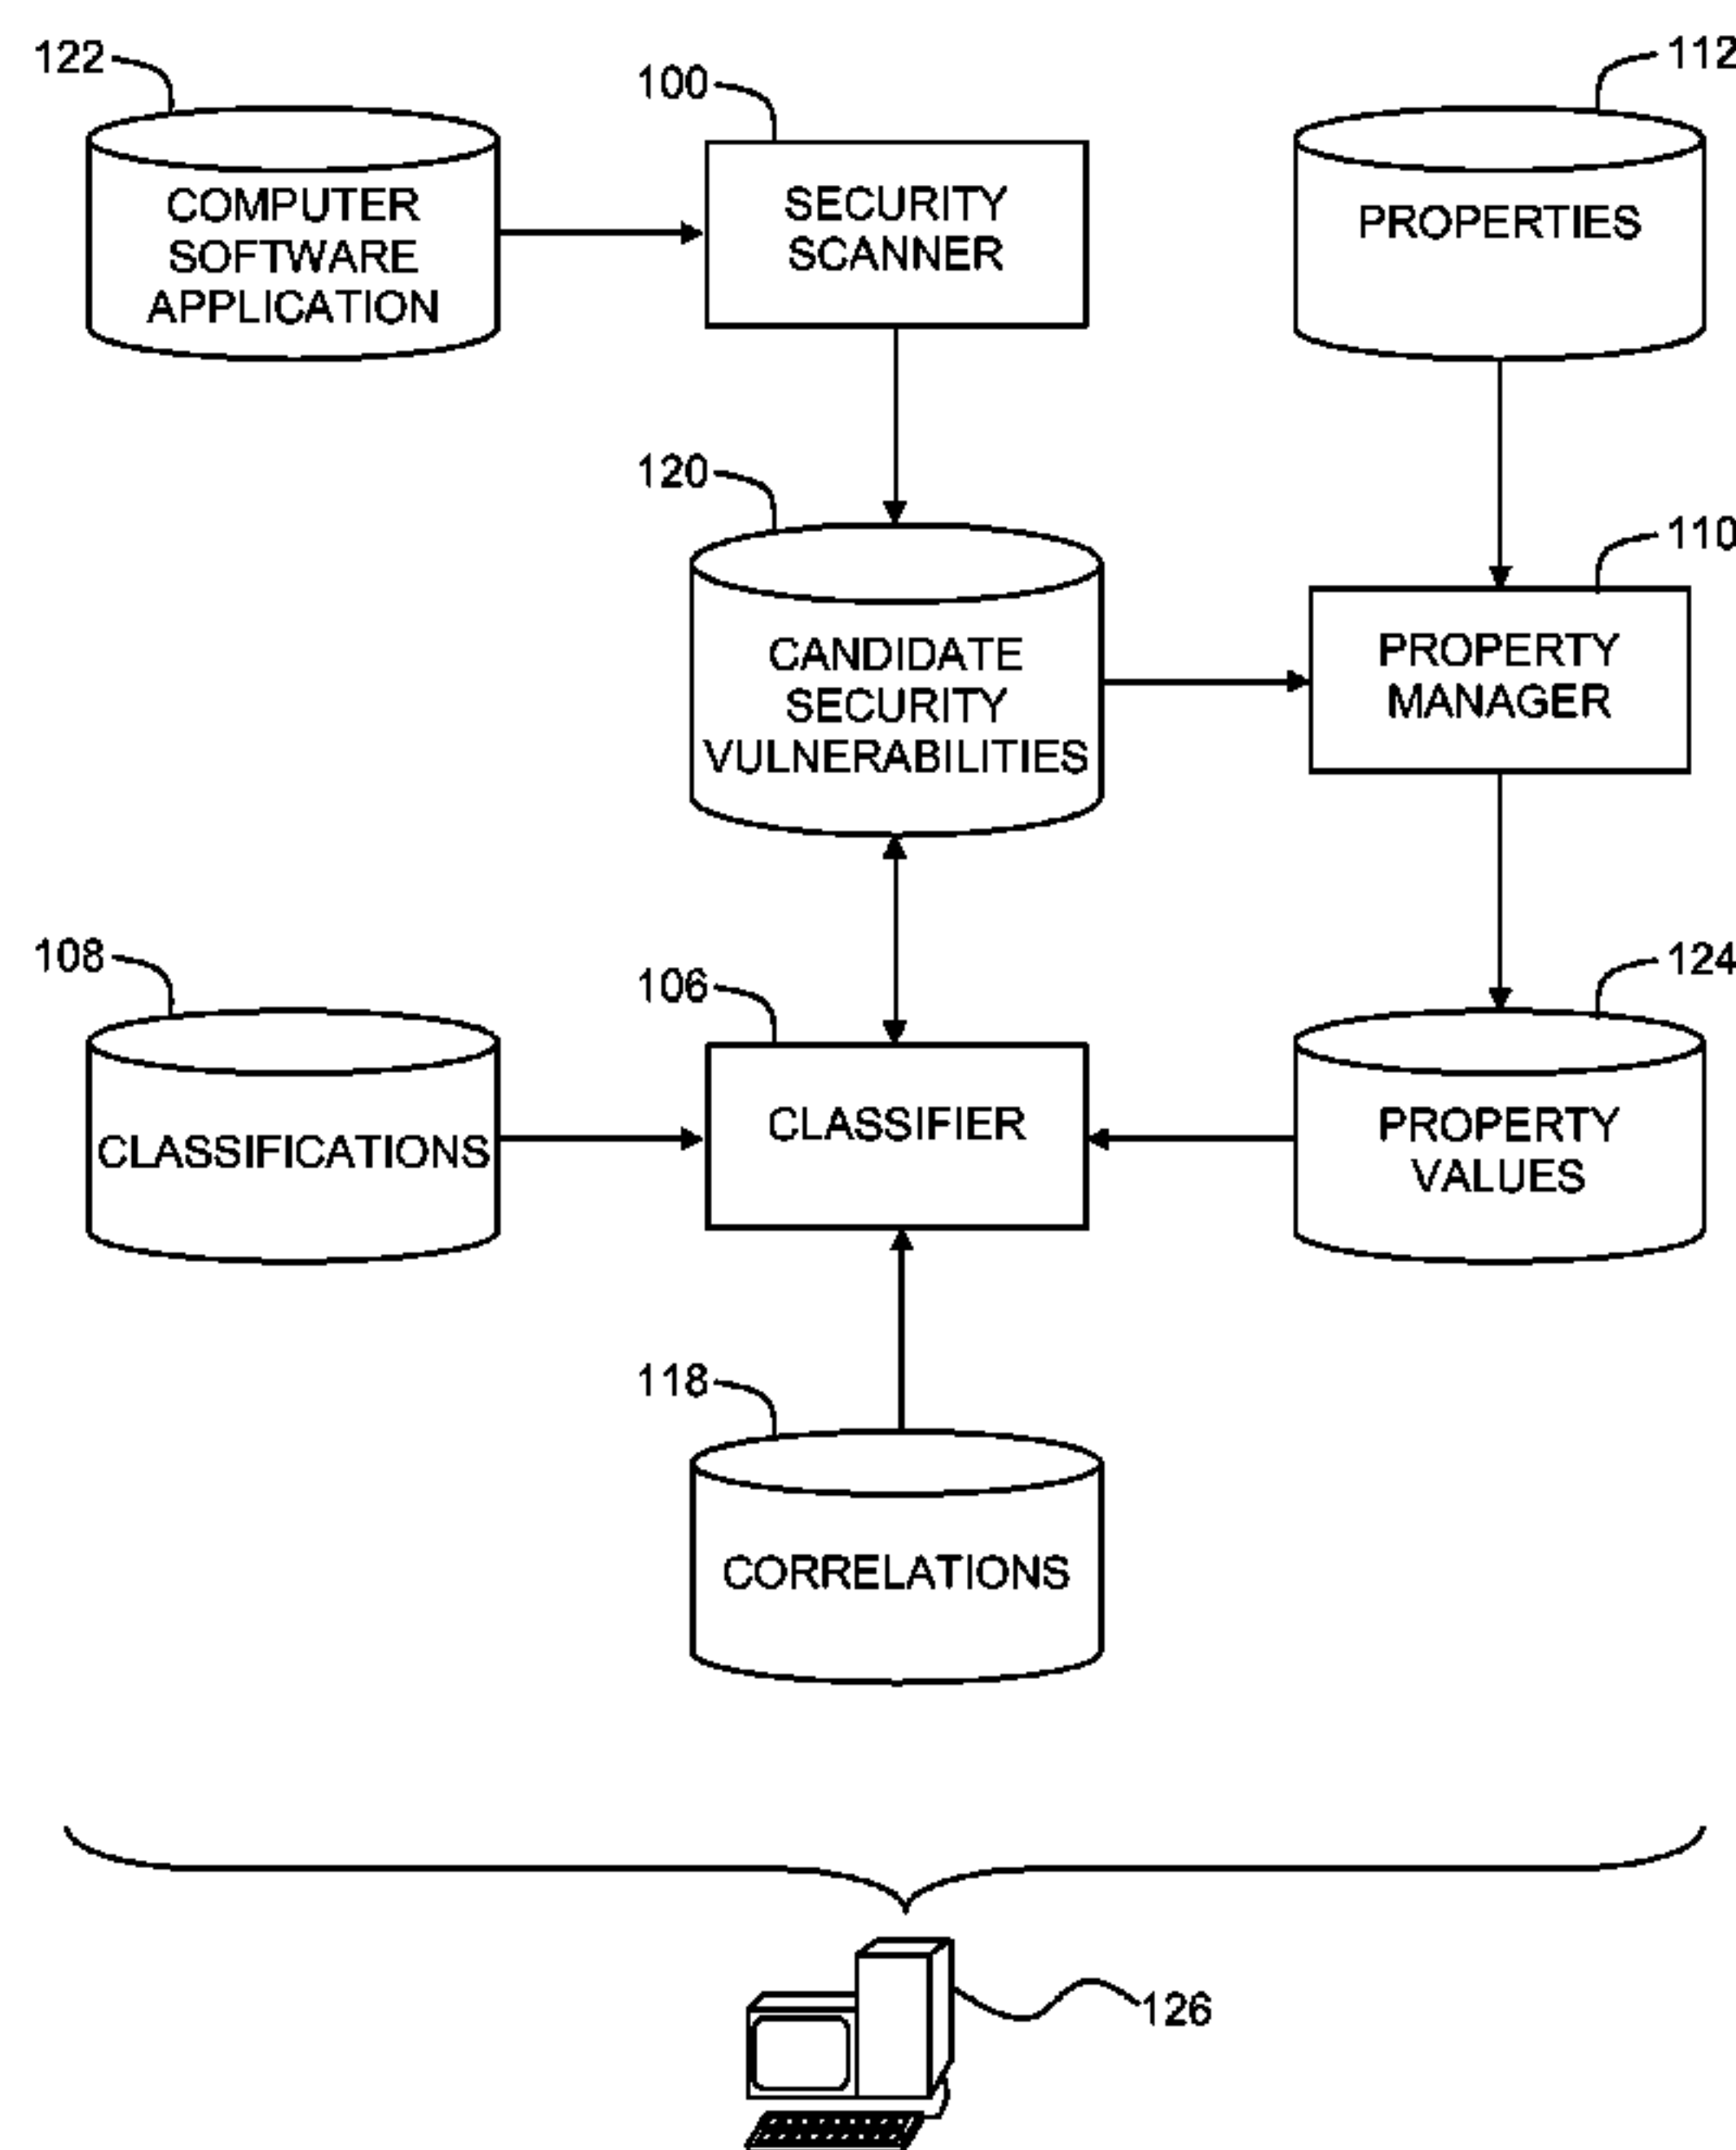 122
100
112
COMPUTER
SOFTWARE
APPLICATION
SECURITY
SCANNER
PROPERTIES
120
110
CANDIDATE
SECURITY
VULNERABILITIES
PROPERTY
MANAGER
108
106
124
CLASSIFICATIONS
CLASSIFIER
PROPERTY
VALUES
118
CORRELATIONS
126